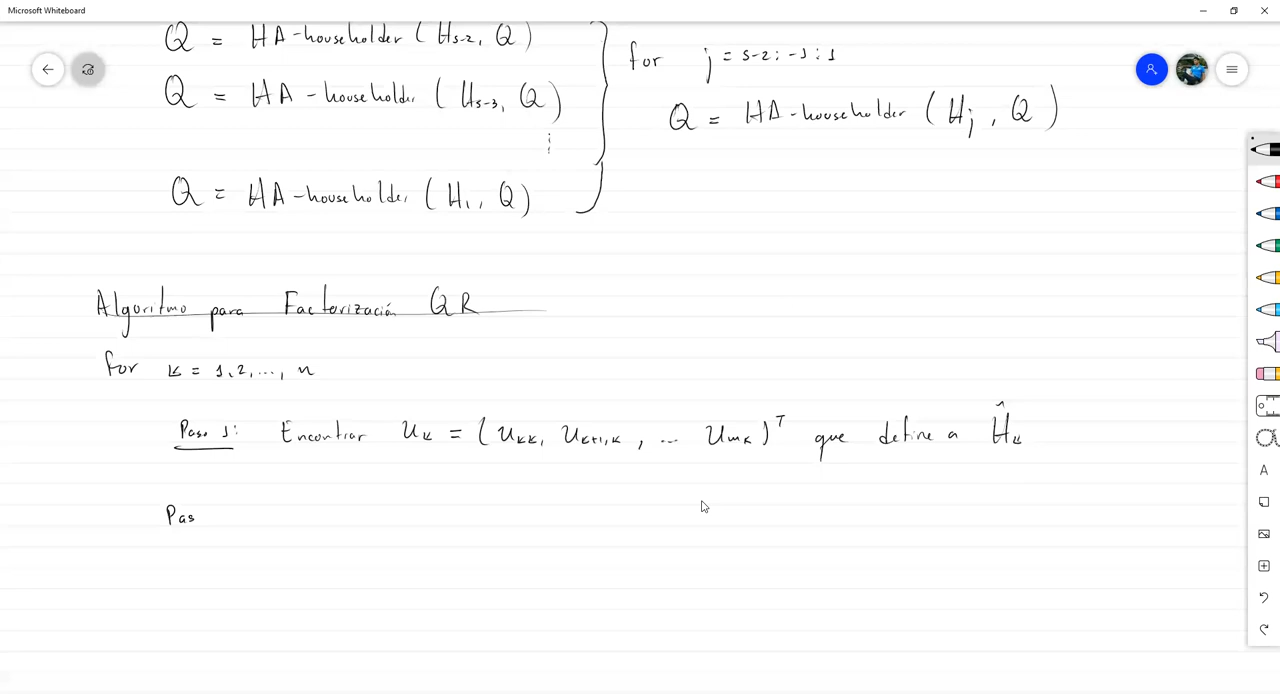 Microsoft Whiteboard
Q = HA-householder (Hs-2, Q)
Q = HA-householder (Hs-3, Q)
⋮
Q = HA-householder (H1, Q)
for j = s-2 : -1 : 1
Q = HA-householder (Hj, Q)
Algoritmo para Factorización QR
for k = 1,2,..., n
Paso 1: Encontrar uk = (ukk, uk+1,k, ... umk)ᵀ que define a Ĥk
Pas
A